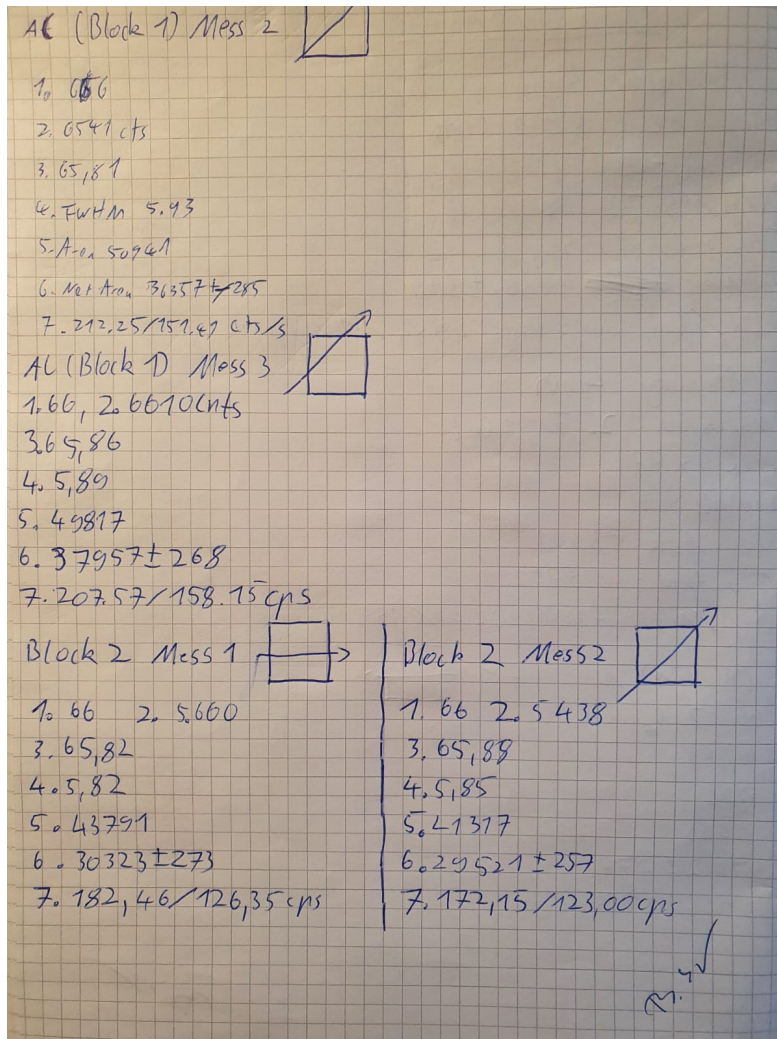 AC (Block 1) Mess 2
1. 66
2. 6541 cts
3. 65,81
4. FWHM 5.93
5. Area 50941
6. Net Area 36357 ± 285
7. 212.25/151.49 cts/s
AL (Block 1) Mess 3
1. 66, 2. 6610 Cnts
3. 65,86
4. 5,89
5. 49817
6. 37957 ± 268
7. 207.57/158.15 cps
Block 2 Mess 1
1. 66 2. 5.660
3. 65,82
4. 5,82
5. 43791
6. 30323 ± 273
7. 182,46/126,35 cps
Block 2 Mess 2
1. 66 2. 5438
3. 65,88
4. 5,85
5. 41317
6. 29521 ± 257
7. 172,15/123,00 cps